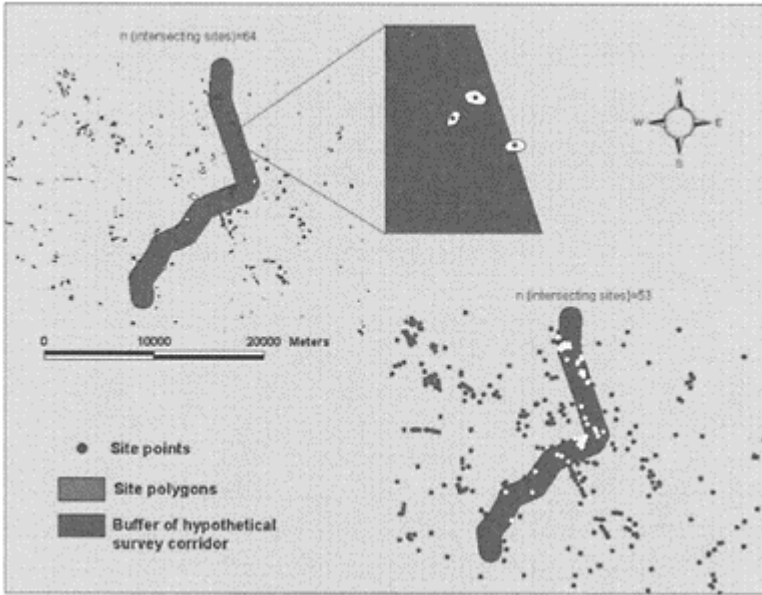 n (intersecting sites)=64
N
W E
S
n (intersecting sites)=53
0 10000 20000 Meters
Site points
Site polygons
Buffer of hypothetical
survey corridor